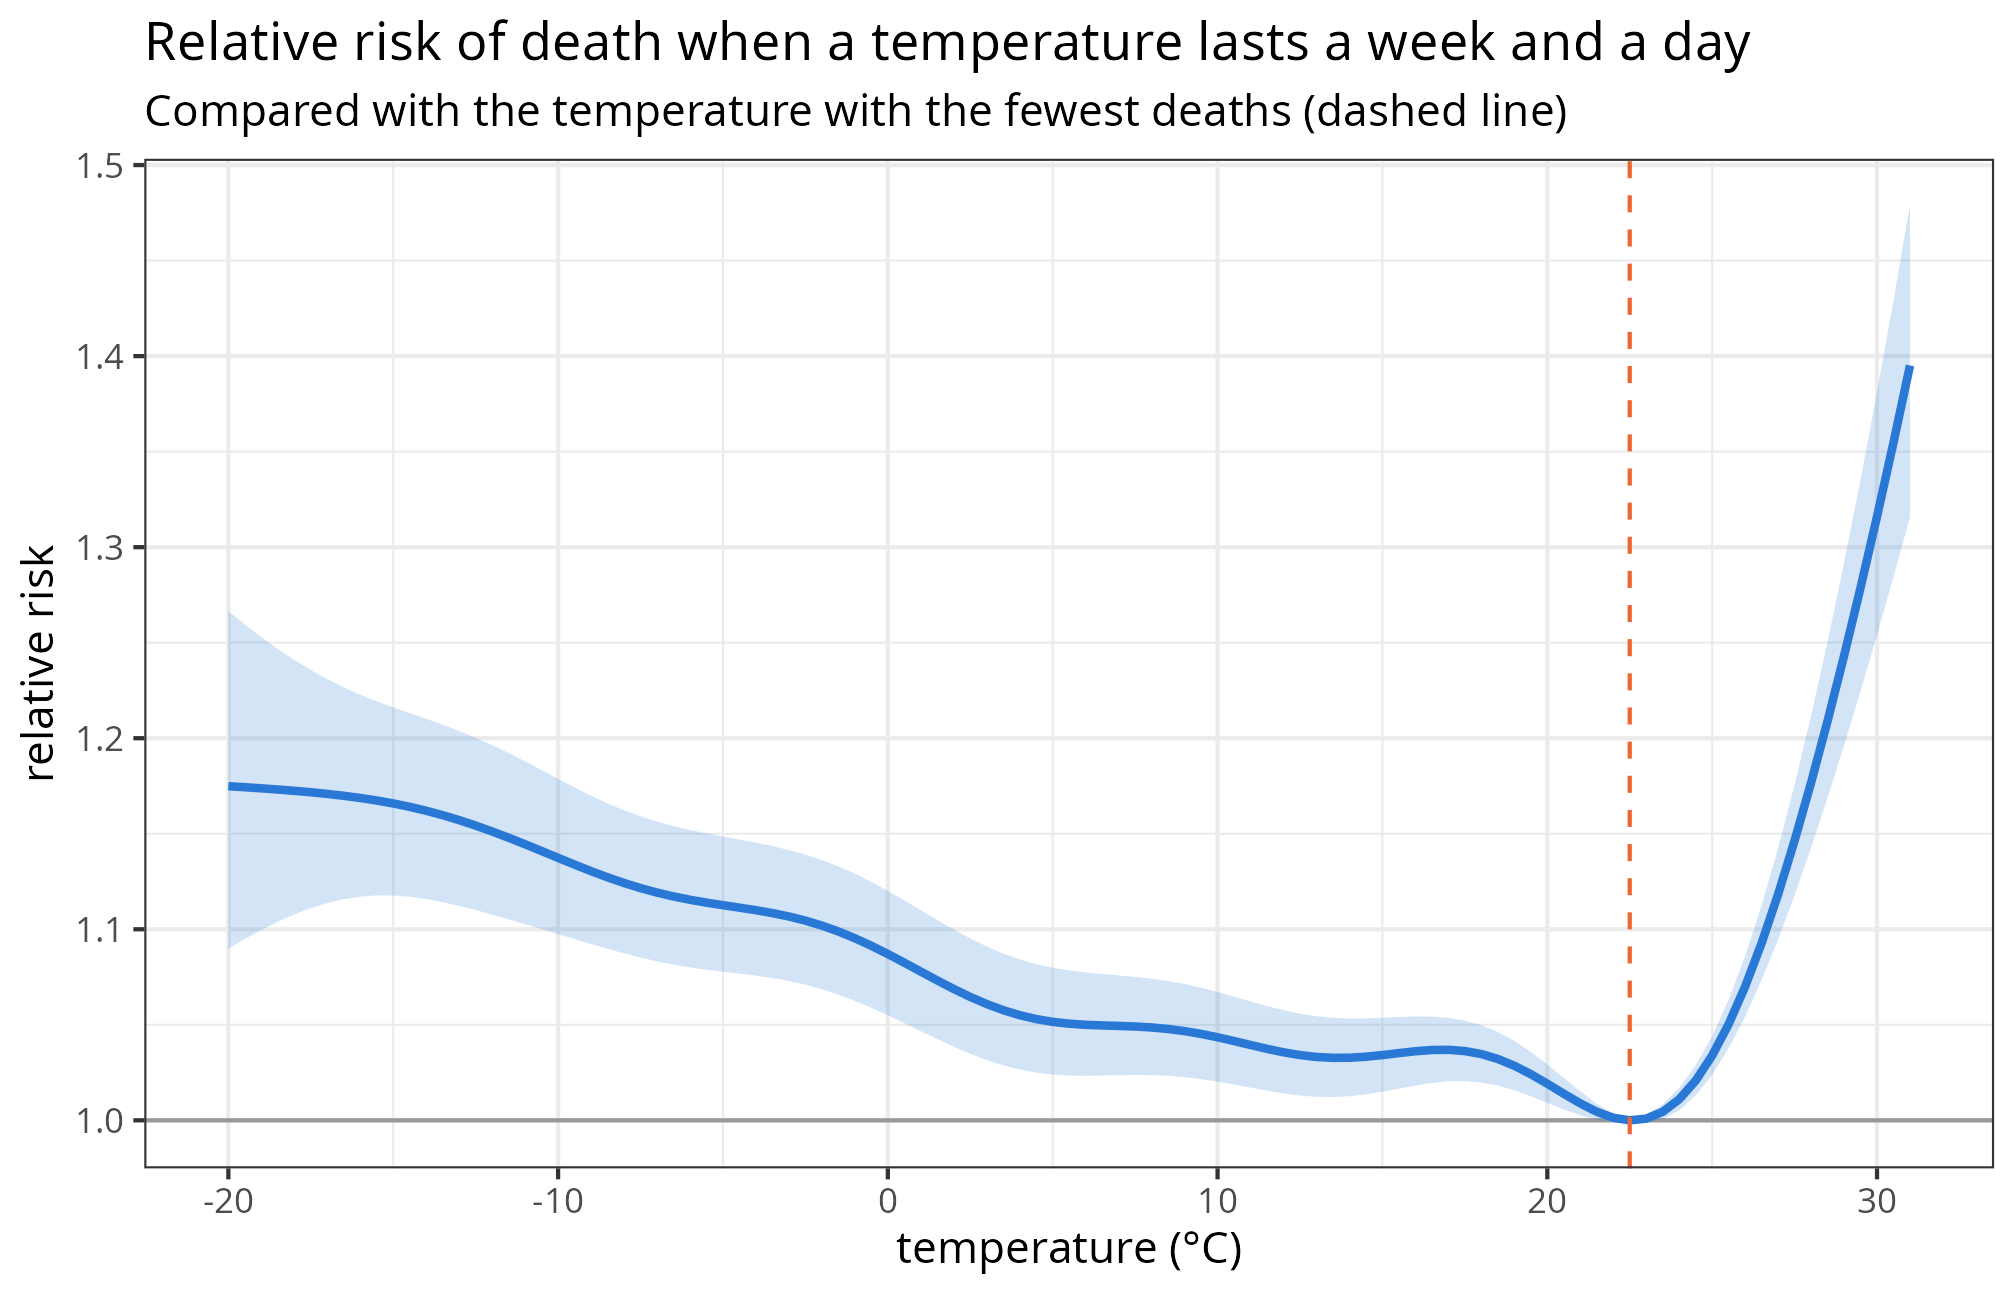 Relative risk of death when a temperature lasts a week and a day
Compared with the temperature with the fewest deaths (dashed line)
1.5
1.4
1.3
1.2
1.1
1.0
relative risk
-20 -10 0 10 20 30
temperature (°C)